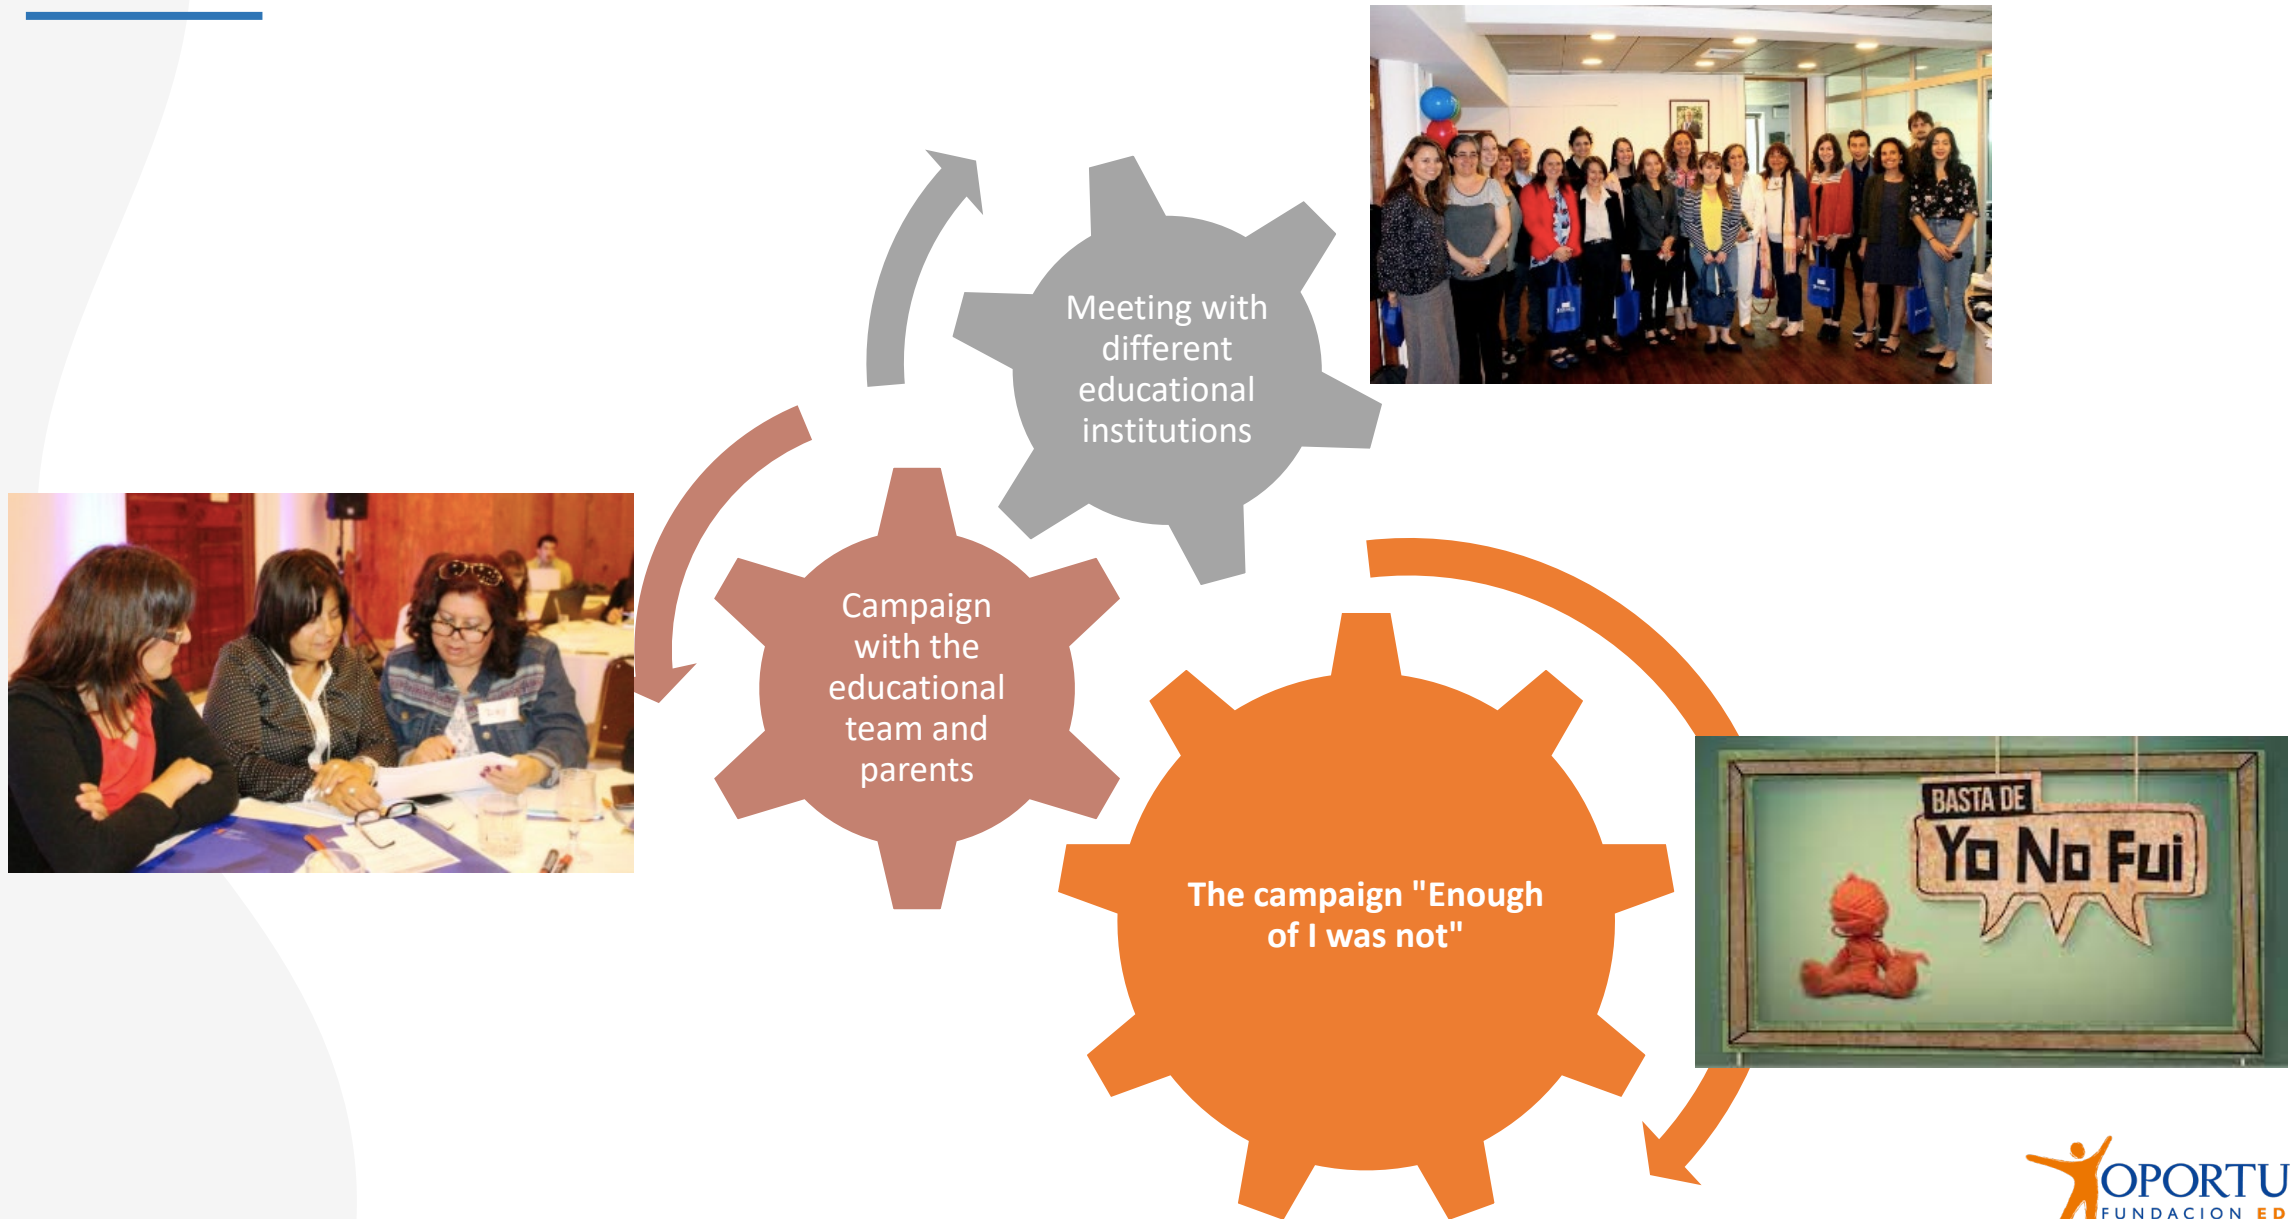 Meeting with
different
educational
institutions
Campaign
with the
educational
team and
parents
The campaign "Enough
of I was not"
BASTA DE
Yo No Fui
OPORTU
FUNDACION ED